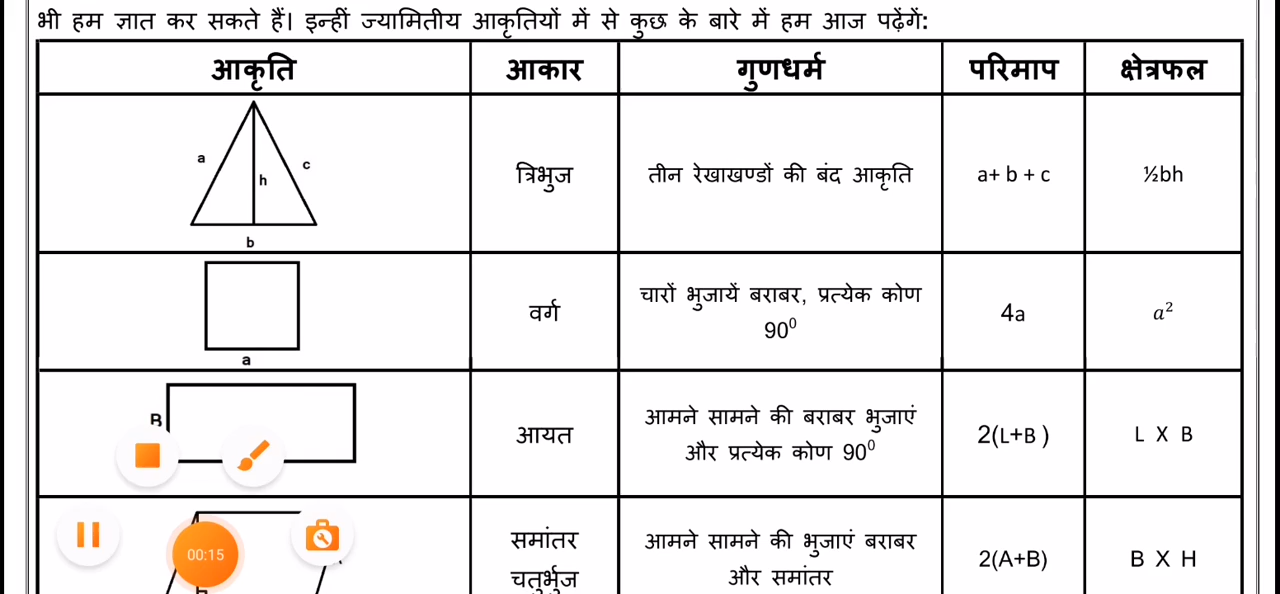 भी हम ज्ञात कर सकते हैं। इन्हीं ज्यामितीय आकृतियों में से कुछ के बारे में हम आज पढ़ेंगें:
आकृति आकार गुणधर्म परिमाप क्षेत्रफल
a
c
h
b
त्रिभुज
तीन रेखाखण्डों की बंद आकृति
a+ b + c
½bh
a
वर्ग
चारों भुजायें बराबर, प्रत्येक कोण
90⁰
4a
a²
B
आयत
आमने सामने की बराबर भुजाएं
और प्रत्येक कोण 90⁰
2(L+B )
L X B
00:15
समांतर
चतुर्भुज
आमने सामने की भुजाएं बराबर
और समांतर
2(A+B)
B X H